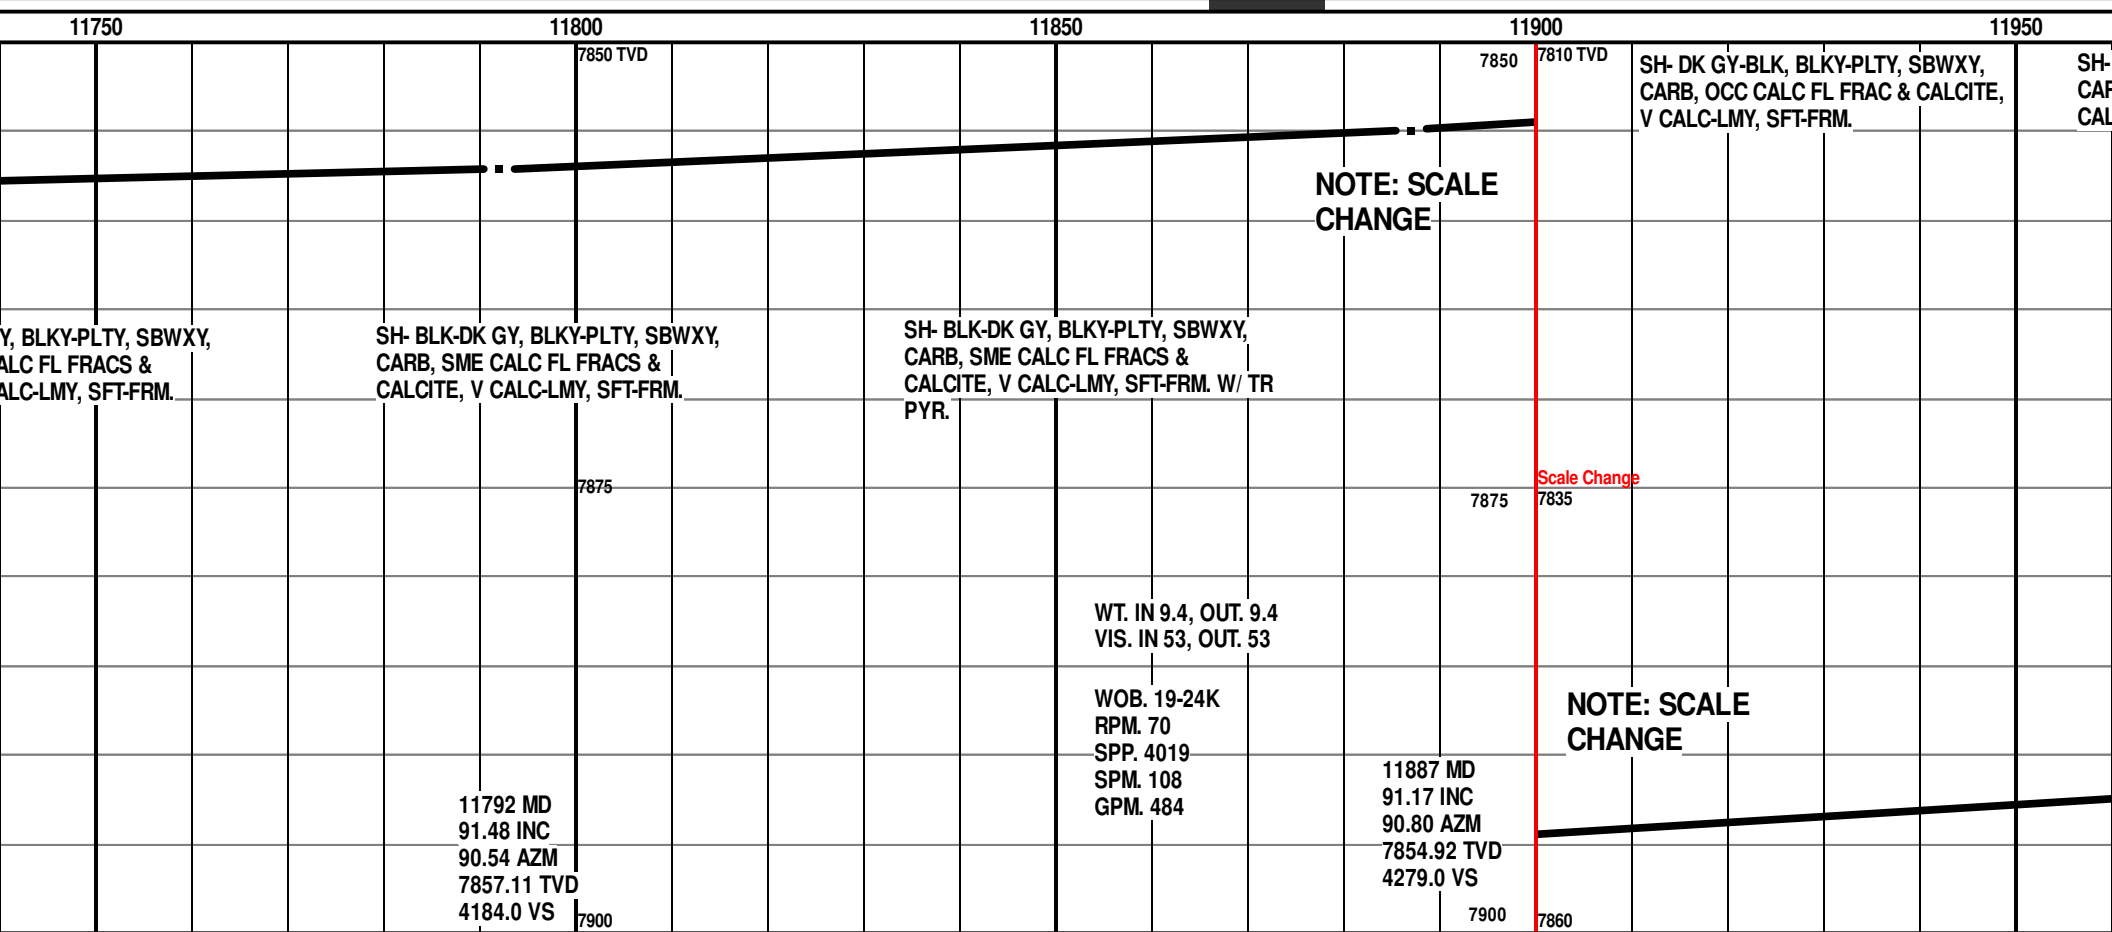 11750
11800
11850
11900
11950
7850 TVD
7850
7810 TVD
SH- DK GY-BLK, BLKY-PLTY, SBWXY,
CARB, OCC CALC FL FRAC & CALCITE,
V CALC-LMY, SFT-FRM.
SH-
CAL
NOTE: SCALE
CHANGE
Y, BLKY-PLTY, SBWXY,
ALC FL FRACS &
ALC-LMY, SFT-FRM.
SH- BLK-DK GY, BLKY-PLTY, SBWXY,
CARB, SME CALC FL FRACS &
CALCITE, V CALC-LMY, SFT-FRM.
SH- BLK-DK GY, BLKY-PLTY, SBWXY,
CARB, SME CALC FL FRACS &
CALCITE, V CALC-LMY, SFT-FRM. W/ TR
PYR.
7875
Scale Change
7875
7835
WT. IN 9.4, OUT. 9.4
VIS. IN 53, OUT. 53
WOB. 19-24K
RPM. 70
SPP. 4019
SPM. 108
GPM. 484
NOTE: SCALE
CHANGE
11792 MD
91.48 INC
90.54 AZM
7857.11 TVD
4184.0 VS
11887 MD
91.17 INC
90.80 AZM
7854.92 TVD
4279.0 VS
7900
7900
7860